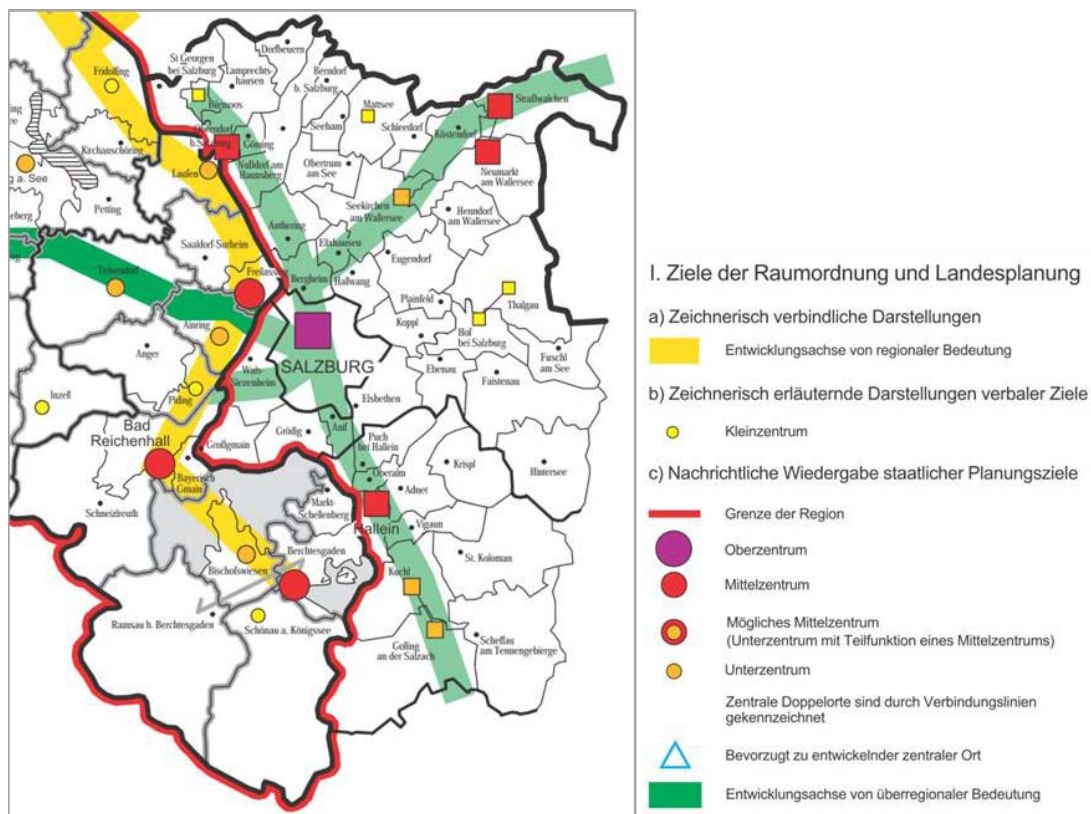 St Georgen
bei Salzburg
Dorfbeuern
Lamprechts-
hausen
Berndorf
b. Salzburg
Fridolfing
Bürmoos
Mattsee
Straßwalchen
Seeham
Schleedorf
Köstendorf
Oberndorf
b. Salzburg
Göming
Kirchanschöring
Nußdorf am
Haunsberg
Obertrum
am See
Neumarkt
am Wallersee
Laufen
g a. See
Petting
Seekirchen
am Wallersee
Henndorf
am Wallersee
Anthering
Elixhausen
Saaldorf-Surheim
Eugendorf
Teisendorf
Freilassing
Bergheim
Hallwang
Plainfeld
Thalgau
Ainring
Koppl
Hof
bei Salzburg
Anger
SALZBURG
Wals-
Siezenheim
Ebenau
Fuschl
am See
Faistenau
Inzell
Piding
Elsbethen
Bad
Reichenhall
Grödig
Anif
Puch
bei Hallein
Großgmain
Oberalm
Krispl
Hintersee
Bayerisch
Gmain
Adnet
Schneizlreuth
Markt-
Schellenberg
Hallein
Vigaun
Berchtesgaden
St. Koloman
Bischofswiesen
Kuchl
Ramsau b. Berchtesgaden
Schönau a. Königssee
Golling
an der Salzach
Scheffau
am Tennengebirge
I. Ziele der Raumordnung und Landesplanung
a) Zeichnerisch verbindliche Darstellungen
Entwicklungsachse von regionaler Bedeutung
b) Zeichnerisch erläuternde Darstellungen verbaler Ziele
Kleinzentrum
c) Nachrichtliche Wiedergabe staatlicher Planungsziele
Grenze der Region
Oberzentrum
Mittelzentrum
Mögliches Mittelzentrum
(Unterzentrum mit Teilfunktion eines Mittelzentrums)
Unterzentrum
Zentrale Doppelorte sind durch Verbindungslinien
gekennzeichnet
Bevorzugt zu entwickelnder zentraler Ort
Entwicklungsachse von überregionaler Bedeutung